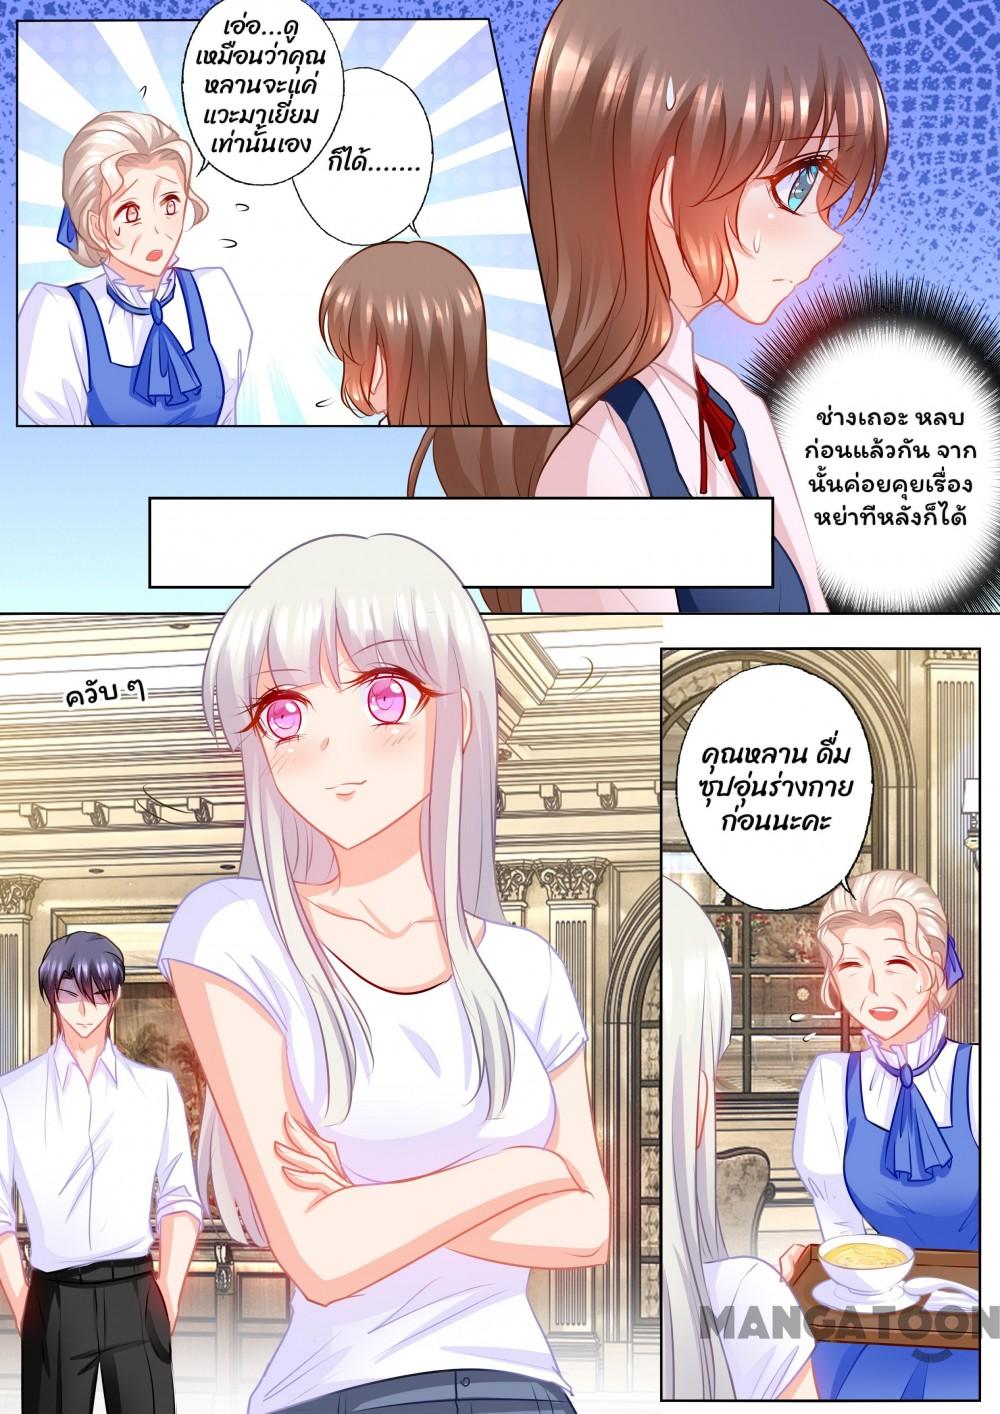 เอ่อ...ดู
เหมือนว่าคุณ
หลานจะแค่
แวะมาเยี่ยม
เท่านั้นเอง
ก็ได้.......
ช่างเถอะ หลบ
ก่อนแล้วกัน จาก
นั้นค่อยคุยเรื่อง
หย่าทีหลังก็ได้
ควับ ๆ
คุณหลาน ดื่ม
ซุปอุ่นร่างกาย
ก่อนนะคะ
MANGATOON